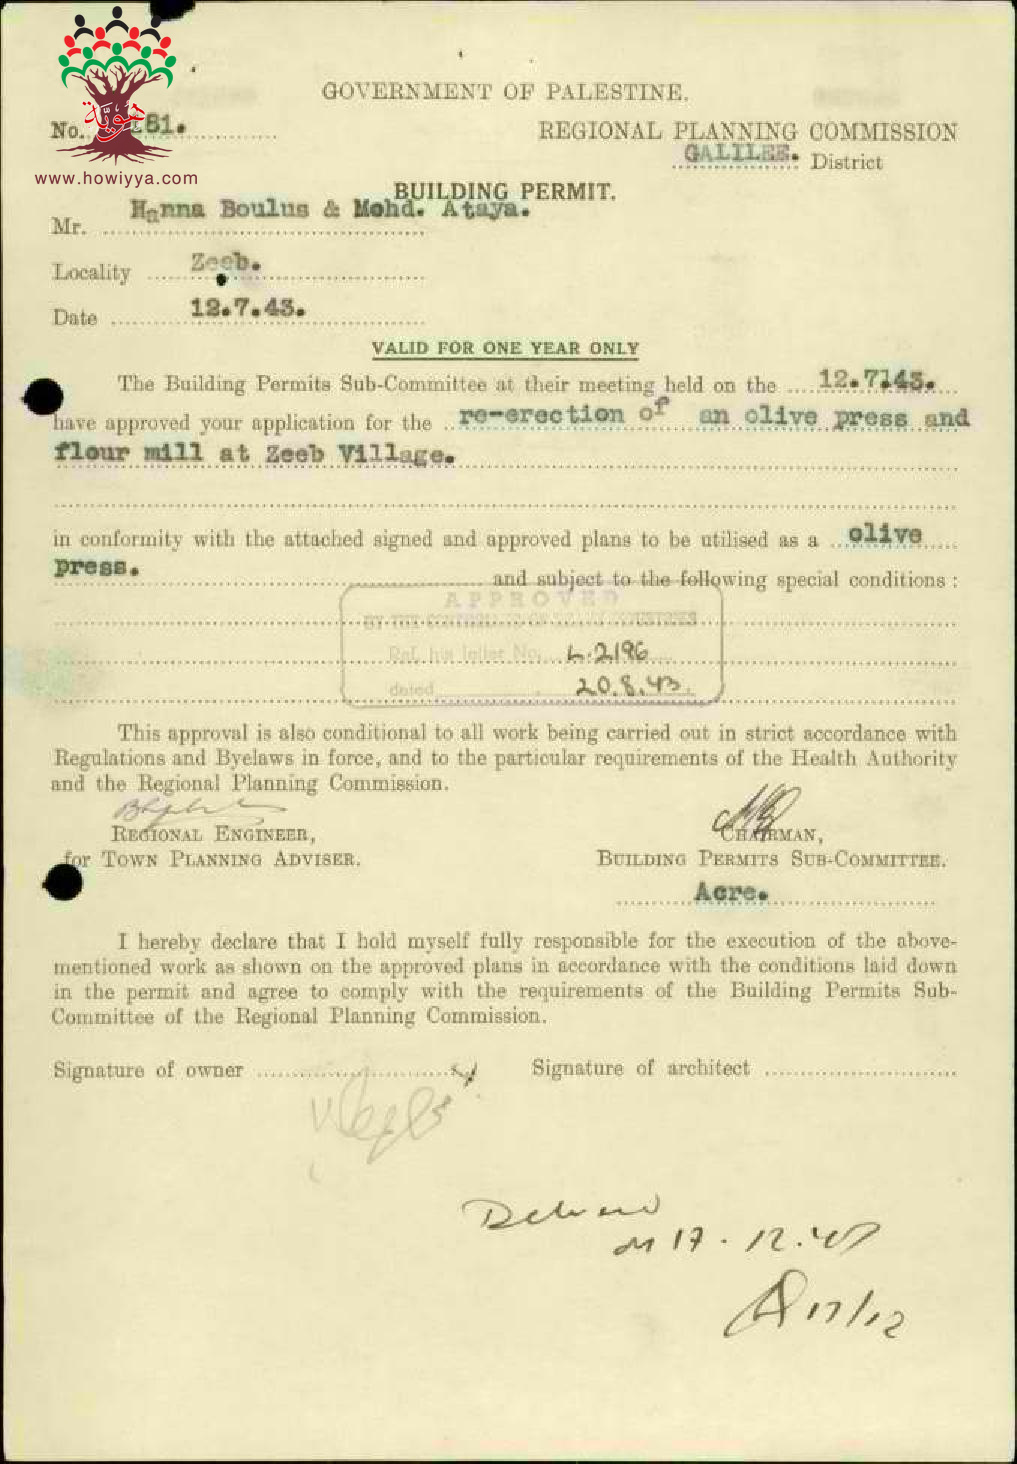 هوية
www.howiyya.com
GOVERNMENT OF PALESTINE.
No. 281.
REGIONAL PLANNING COMMISSION
GALILEE. District
BUILDING PERMIT.
Mr. Hanna Boulus & Mohd. Ataya.
Locality Zeeb.
Date 12.7.43.
VALID FOR ONE YEAR ONLY
The Building Permits Sub-Committee at their meeting held on the 12.7.43.
have approved your application for the re-erection of an olive press and
flour mill at Zeeb Village.
in conformity with the attached signed and approved plans to be utilised as a olive
press. and subject to the following special conditions :
APPROVED
BY THE CONTROLLER OF HEAVY INDUSTRIES
Ref. his letter No. L.2196
dated 20.8.43.
This approval is also conditional to all work being carried out in strict accordance with
Regulations and Byelaws in force, and to the particular requirements of the Health Authority
and the Regional Planning Commission.
REGIONAL ENGINEER,
for TOWN PLANNING ADVISER.
CHAIRMAN,
BUILDING PERMITS SUB-COMMITTEE.
Acre.
I hereby declare that I hold myself fully responsible for the execution of the above-
mentioned work as shown on the approved plans in accordance with the conditions laid down
in the permit and agree to comply with the requirements of the Building Permits Sub-
Committee of the Regional Planning Commission.
Signature of owner
Signature of architect
on 17.12.47
17/12